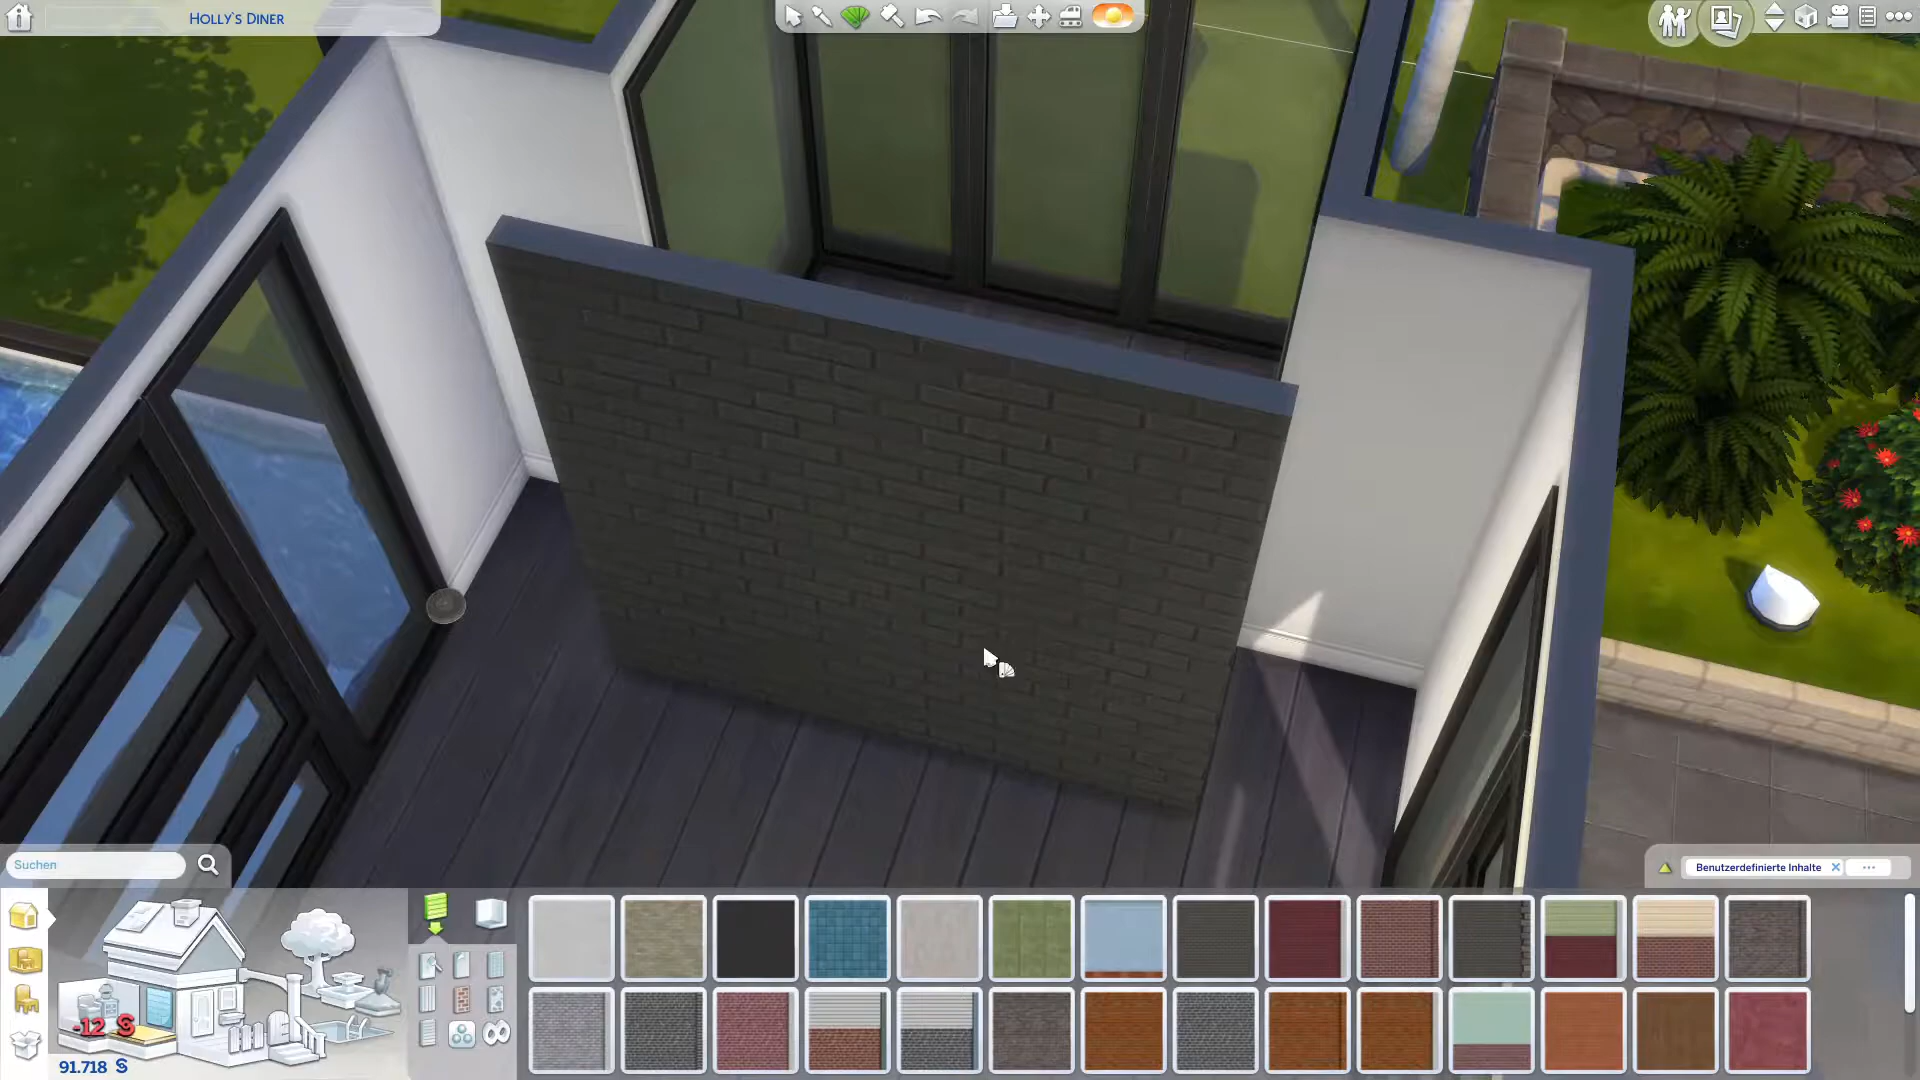 Holly`s Diner
Suchen
Benutzerdefinierte Inhalte
-12 S
91.718 S